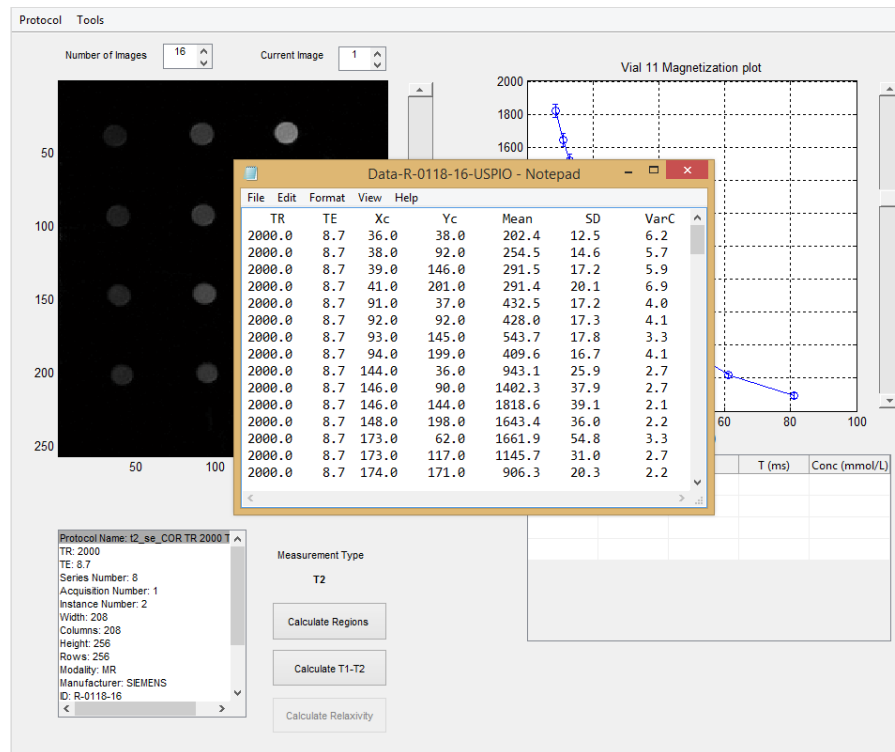 Protocol Tools
Number of Images 16 Current Image 1
Vial 11 Magnetization plot
2000
1800
1600
50
100
150
200
250
50 100
60 80 100
Data-R-0118-16-USPIO - Notepad
File Edit Format View Help
TR TE Xc Yc Mean SD VarC
2000.0 8.7 36.0 38.0 202.4 12.5 6.2
2000.0 8.7 38.0 92.0 254.5 14.6 5.7
2000.0 8.7 39.0 146.0 291.5 17.2 5.9
2000.0 8.7 41.0 201.0 291.4 20.1 6.9
2000.0 8.7 91.0 37.0 432.5 17.2 4.0
2000.0 8.7 92.0 92.0 428.0 17.3 4.1
2000.0 8.7 93.0 145.0 543.7 17.8 3.3
2000.0 8.7 94.0 199.0 409.6 16.7 4.1
2000.0 8.7 144.0 36.0 943.1 25.9 2.7
2000.0 8.7 146.0 90.0 1402.3 37.9 2.7
2000.0 8.7 146.0 144.0 1818.6 39.1 2.1
2000.0 8.7 148.0 198.0 1643.4 36.0 2.2
2000.0 8.7 173.0 62.0 1661.9 54.8 3.3
2000.0 8.7 173.0 117.0 1145.7 31.0 2.7
2000.0 8.7 174.0 171.0 906.3 20.3 2.2
T (ms) Conc (mmol/L)
Protocol Name: t2_se_COR TR 2000 T
TR: 2000
TE: 8.7
Series Number: 8
Acquisition Number: 1
Instance Number: 2
Width: 208
Columns: 208
Height: 256
Rows: 256
Modality: MR
Manufacturer: SIEMENS
ID: R-0118-16
Measurement Type
T2
Calculate Regions
Calculate T1-T2
Calculate Relaxivity